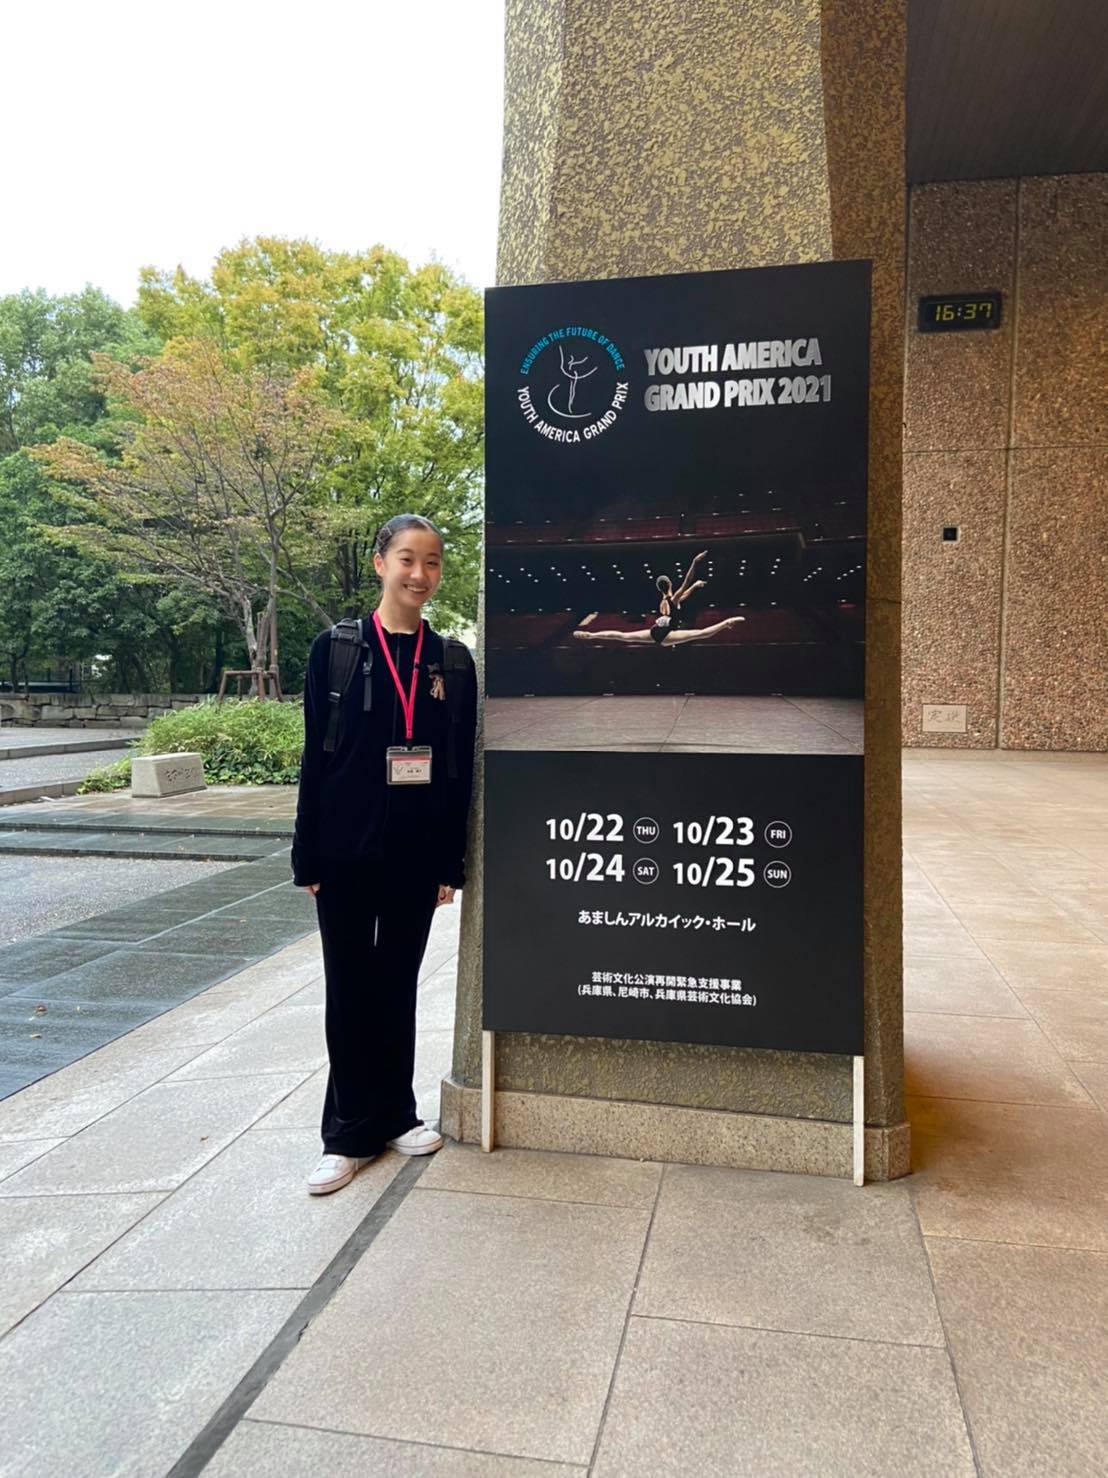 ENSURING THE FUTURE OF DANCE
YOUTH AMERICA GRAND PRIX
YOUTH AMERICA
GRAND PRIX 2021
16:37
10/22 THU 10/23 FRI
10/24 SAT 10/25 SUN
あましんアルカイック・ホール
芸術文化公演再開緊急支援事業
(兵庫県、尼崎市、兵庫県芸術文化協会)